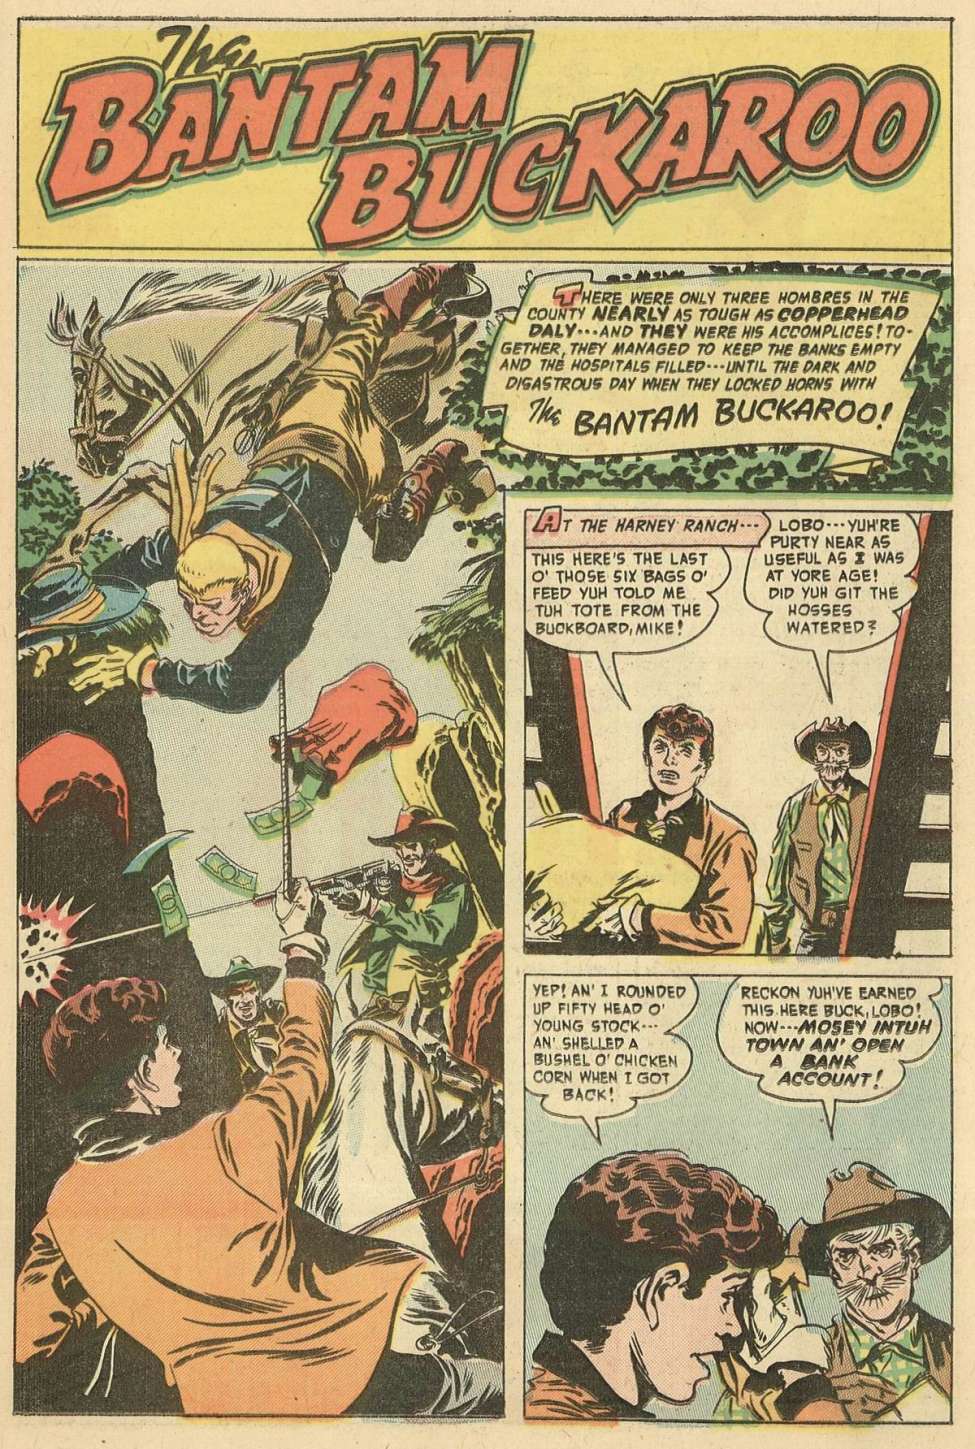 The
BANTAM
BUCKAROO
THERE WERE ONLY THREE HOMBRES IN THE
COUNTY NEARLY AS TOUGH AS COPPERHEAD
DALY---AND THEY WERE HIS ACCOMPLICES! TO-
GETHER, THEY MANAGED TO KEEP THE BANKS EMPTY
AND THE HOSPITALS FILLED---UNTIL THE DARK AND
DISASTROUS DAY WHEN THEY LOCKED HORNS WITH
The BANTAM BUCKAROO!
AT THE HARNEY RANCH---
THIS HERE'S THE LAST
O' THOSE SIX BAGS O'
FEED YUH TOLD ME
TUH TOTE FROM THE
BUCKBOARD, MIKE!
LOBO---YUH'RE
PURTY NEAR AS
USEFUL AS I WAS
AT YORE AGE!
DID YUH GIT THE
HOSSES
WATERED?
YEP! AN' I ROUNDED
UP FIFTY HEAD O'
YOUNG STOCK---
AN' SHELLED A
BUSHEL O' CHICKEN
CORN WHEN I GOT
BACK!
RECKON YUH'VE EARNED
THIS HERE BUCK, LOBO!
NOW---MOSEY INTUH
TOWN AN' OPEN
A BANK
ACCOUNT!